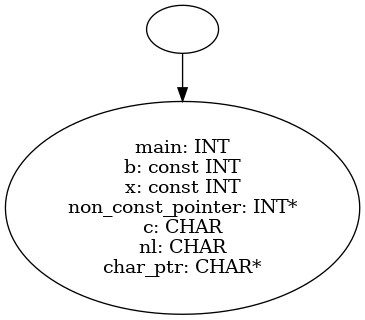 main: INT
b: const INT
x: const INT
non_const_pointer: INT*
c: CHAR
nl: CHAR
char_ptr: CHAR*